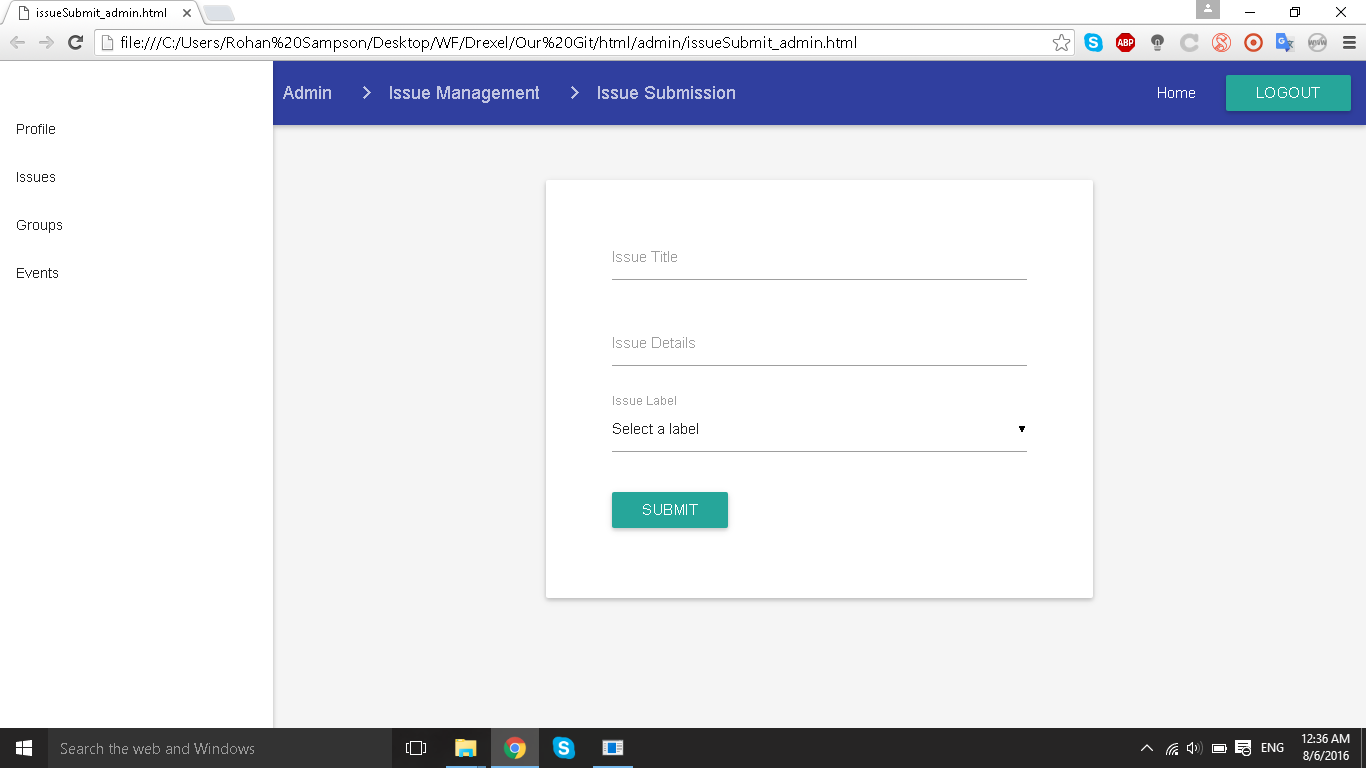 issueSubmit_admin.html
file:///C:/Users/Rohan%20Sampson/Desktop/WF/Drexel/Our%20Git/html/admin/issueSubmit_admin.html
ABP
Admin
Issue Management
Issue Submission
Home
LOGOUT
Profile
Issues
Groups
Events
Issue Title
Issue Details
Issue Label
Select a label
SUBMIT
Search the web and Windows
ENG
12:36 AM
8/6/2016